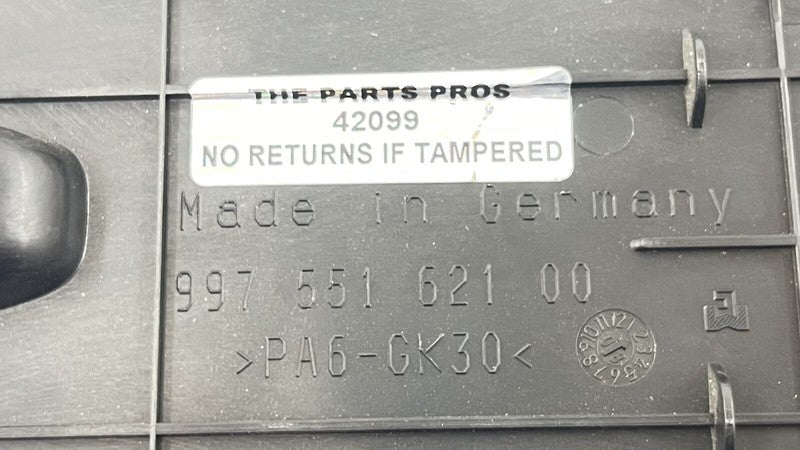 THE PARTS PROS
42099
NO RETURNS IF TAMPERED
Made in Germany
997 551 621 00
>PA6-GK30<